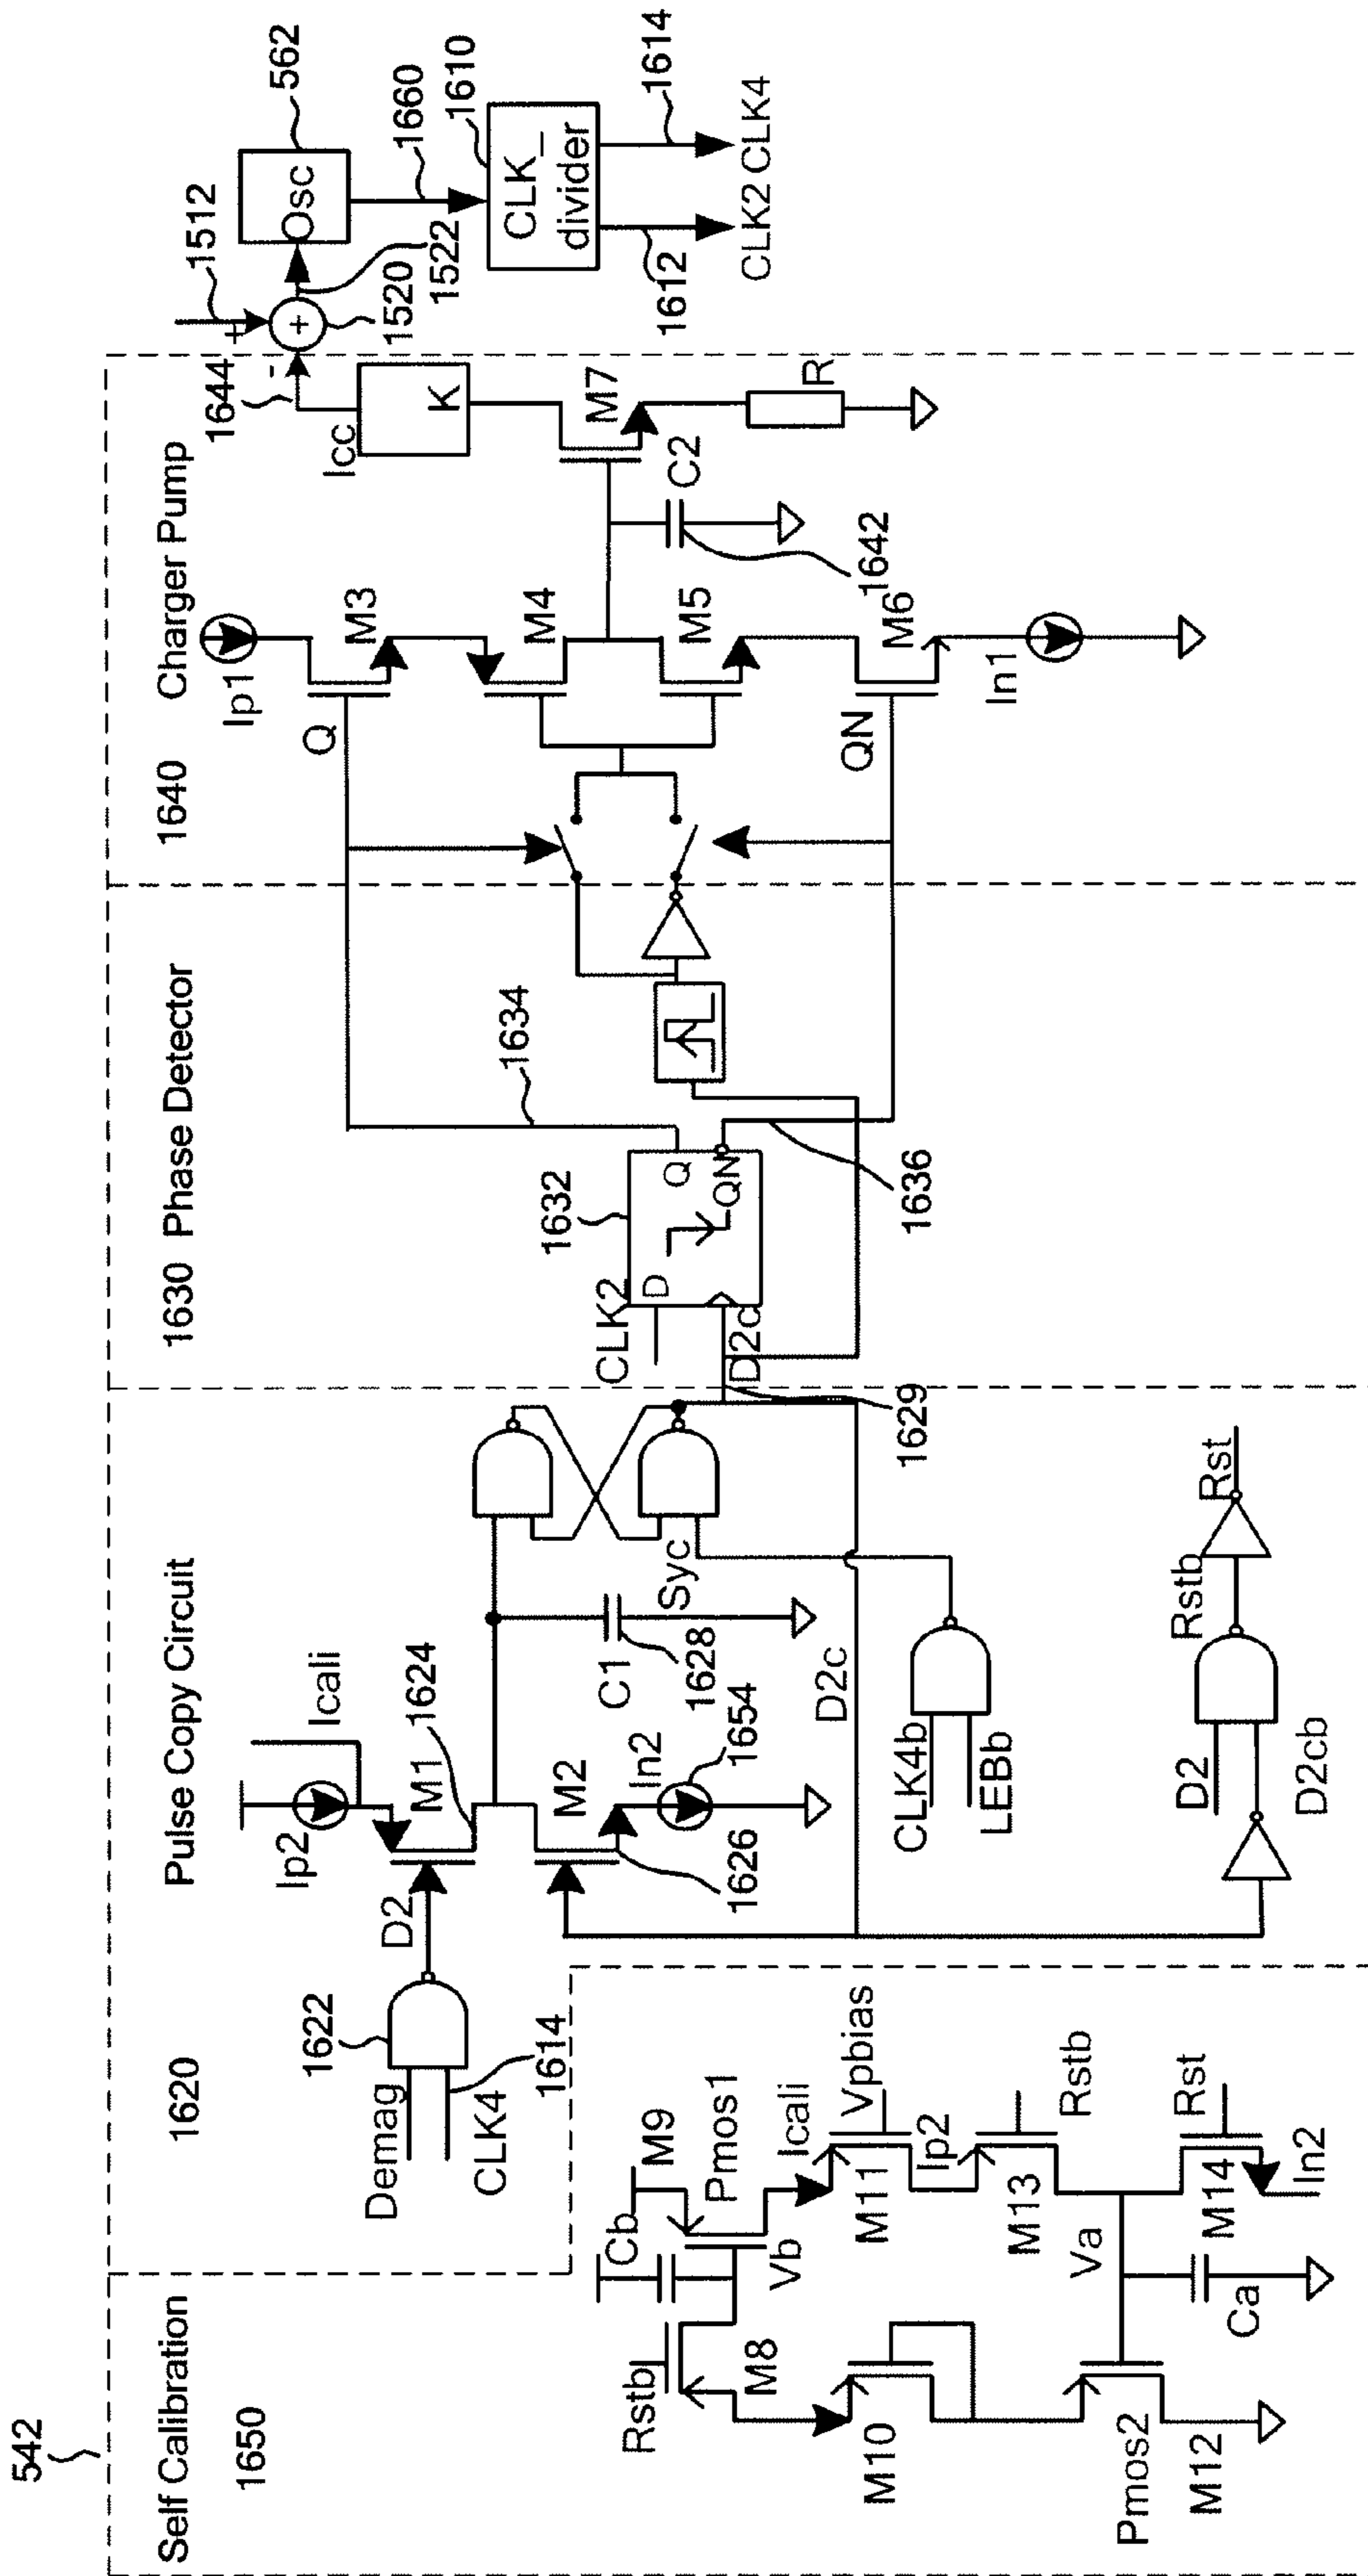 542
Self Calibration
1650
1620
Pulse Copy Circuit
1630 Phase Detector
1640
Charger Pump
Demag
CLK4
1614
1622
D2
Ip2
Icali
M1
1624
M2
1626
In2
1654
C1
1628
Syc
D2c
1629
CLK4b
LEBb
D2
D2cb
Rstb
Rst
CLK2
D
D2c
1632
Q
QN
1634
1636
Q
QN
Ip1
M3
M4
M5
M6
In1
C2
1642
M7
R
K
Icc
1644
-
+
+
1512
1520
1522
Osc
562
1660
CLK_
divider
1610
1612
1614
CLK2
CLK4
Rstb
M8
Cb
M9
Pmos1
Vb
Icali
M10
M11
Vpbias
Ip2
M13
Rstb
Pmos2
M12
Va
Ca
M14
Rst
In2